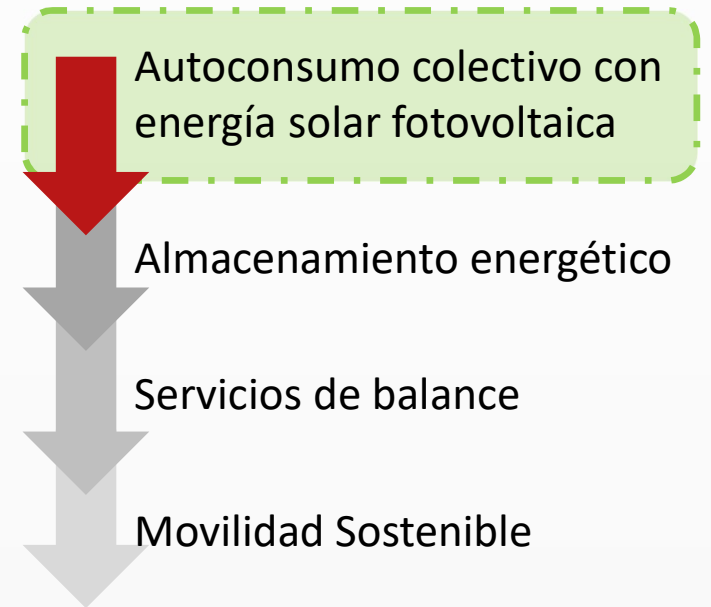 Autoconsumo colectivo con
energía solar fotovoltaica
Almacenamiento energético
Servicios de balance
Movilidad Sostenible